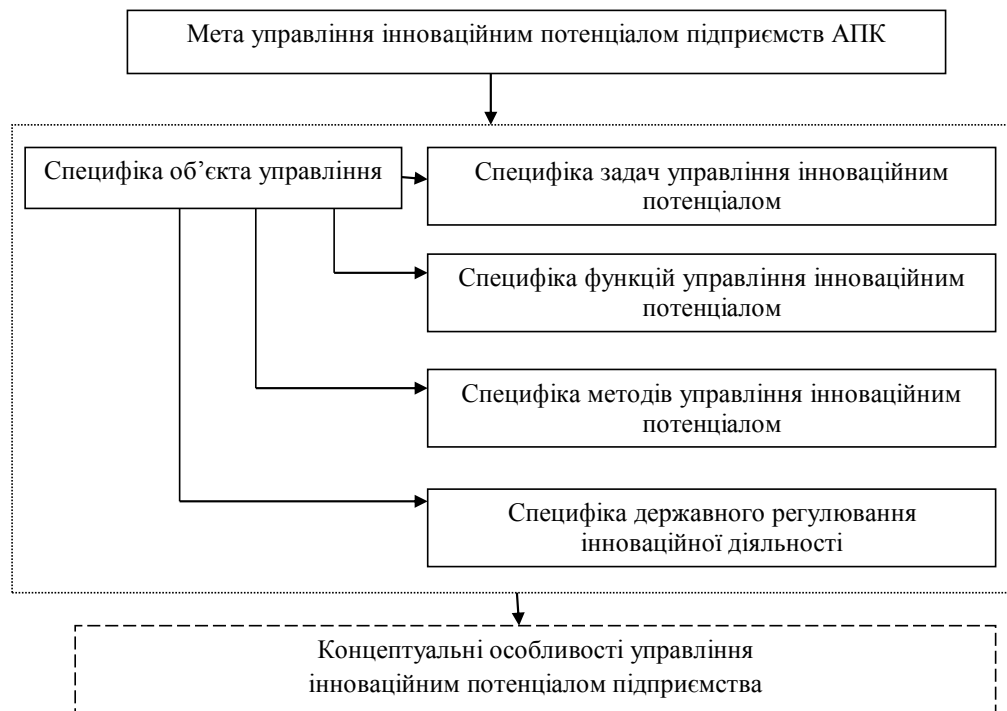 Мета управління інноваційним потенціалом підприємств АПК
Специфіка об’єкта управління
Специфіка задач управління інноваційним
потенціалом
Специфіка функцій управління інноваційним
потенціалом
Специфіка методів управління інноваційним
потенціалом
Специфіка державного регулювання
інноваційної діяльності
Концептуальні особливості управління
інноваційним потенціалом підприємства